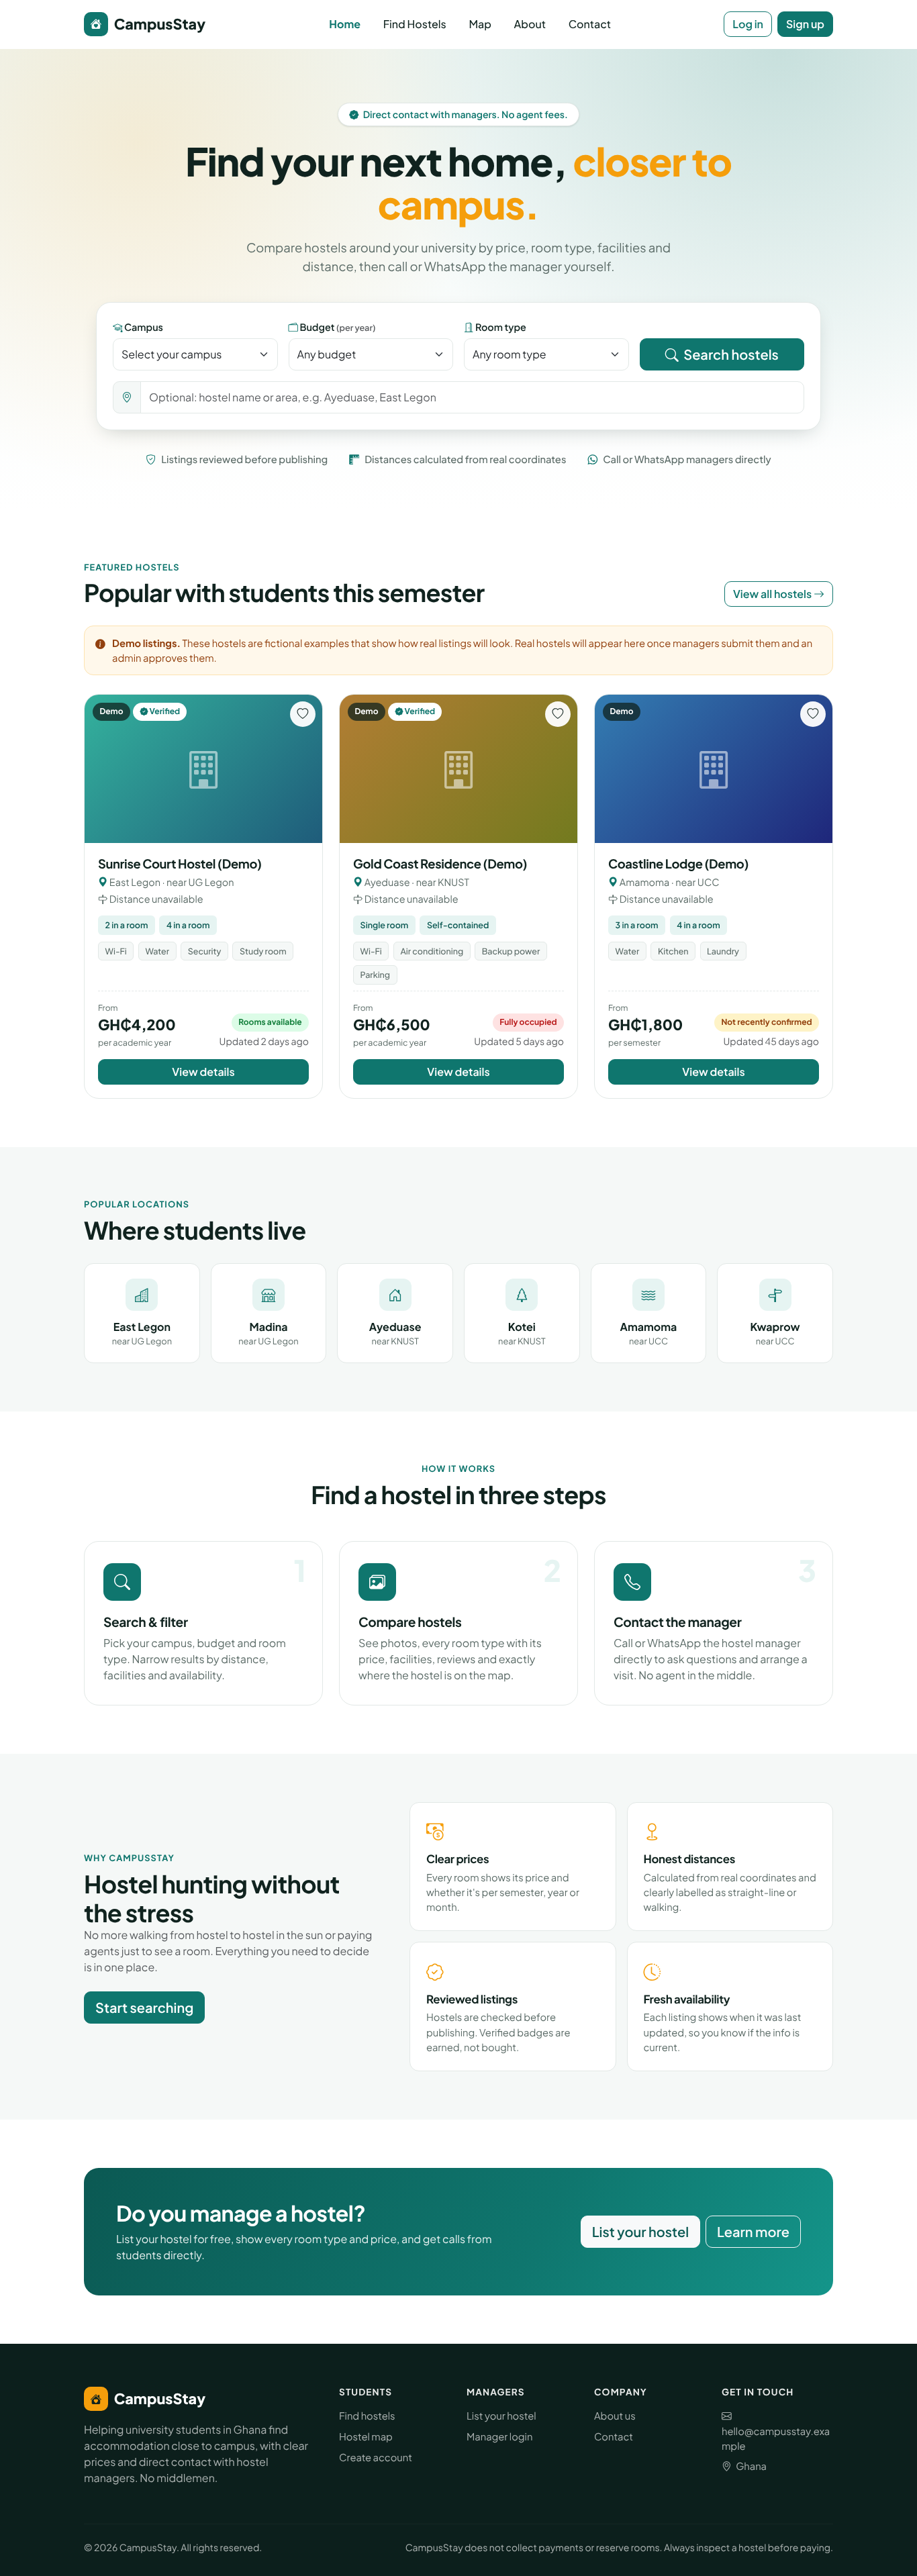 CampusStay
Home Find Hostels Map About Contact
Log in Sign up
Direct contact with managers. No agent fees.
Find your next home, closer to
campus.
Compare hostels around your university by price, room type, facilities and
distance, then call or WhatsApp the manager yourself.
Campus
Select your campus
Budget (per year)
Any budget
Room type
Any room type
Search hostels
Optional: hostel name or area, e.g. Ayeduase, East Legon
Listings reviewed before publishing
Distances calculated from real coordinates
Call or WhatsApp managers directly
FEATURED HOSTELS
Popular with students this semester
View all hostels →
Demo listings. These hostels are fictional examples that show how real listings will look. Real hostels will appear here once managers submit them and an
admin approves them.
Demo Verified
Sunrise Court Hostel (Demo)
East Legon · near UG Legon
Distance unavailable
2 in a room 4 in a room
Wi-Fi Water Security Study room
From
GH₵4,200
per academic year
Rooms available
Updated 2 days ago
View details
Demo Verified
Gold Coast Residence (Demo)
Ayeduase · near KNUST
Distance unavailable
Single room Self-contained
Wi-Fi Air conditioning Backup power
Parking
From
GH₵6,500
per academic year
Fully occupied
Updated 5 days ago
View details
Demo
Coastline Lodge (Demo)
Amamoma · near UCC
Distance unavailable
3 in a room 4 in a room
Water Kitchen Laundry
From
GH₵1,800
per semester
Not recently confirmed
Updated 45 days ago
View details
POPULAR LOCATIONS
Where students live
East Legon
near UG Legon
Madina
near UG Legon
Ayeduase
near KNUST
Kotei
near KNUST
Amamoma
near UCC
Kwaprow
near UCC
HOW IT WORKS
Find a hostel in three steps
1
Search & filter
Pick your campus, budget and room
type. Narrow results by distance,
facilities and availability.
2
Compare hostels
See photos, every room type with its
price, facilities, reviews and exactly
where the hostel is on the map.
3
Contact the manager
Call or WhatsApp the hostel manager
directly to ask questions and arrange a
visit. No agent in the middle.
WHY CAMPUSSTAY
Hostel hunting without
the stress
No more walking from hostel to hostel in the sun or paying
agents just to see a room. Everything you need to decide
is in one place.
Start searching
Clear prices
Every room shows its price and
whether it's per semester, year or
month.
Honest distances
Calculated from real coordinates and
clearly labelled as straight-line or
walking.
Reviewed listings
Hostels are checked before
publishing. Verified badges are
earned, not bought.
Fresh availability
Each listing shows when it was last
updated, so you know if the info is
current.
Do you manage a hostel?
List your hostel for free, show every room type and price, and get calls from
students directly.
List your hostel Learn more
CampusStay
Helping university students in Ghana find
accommodation close to campus, with clear
prices and direct contact with hostel
managers. No middlemen.
STUDENTS
Find hostels
Hostel map
Create account
MANAGERS
List your hostel
Manager login
COMPANY
About us
Contact
GET IN TOUCH
hello@campusstay.exa
mple
Ghana
© 2026 CampusStay. All rights reserved.
CampusStay does not collect payments or reserve rooms. Always inspect a hostel before paying.